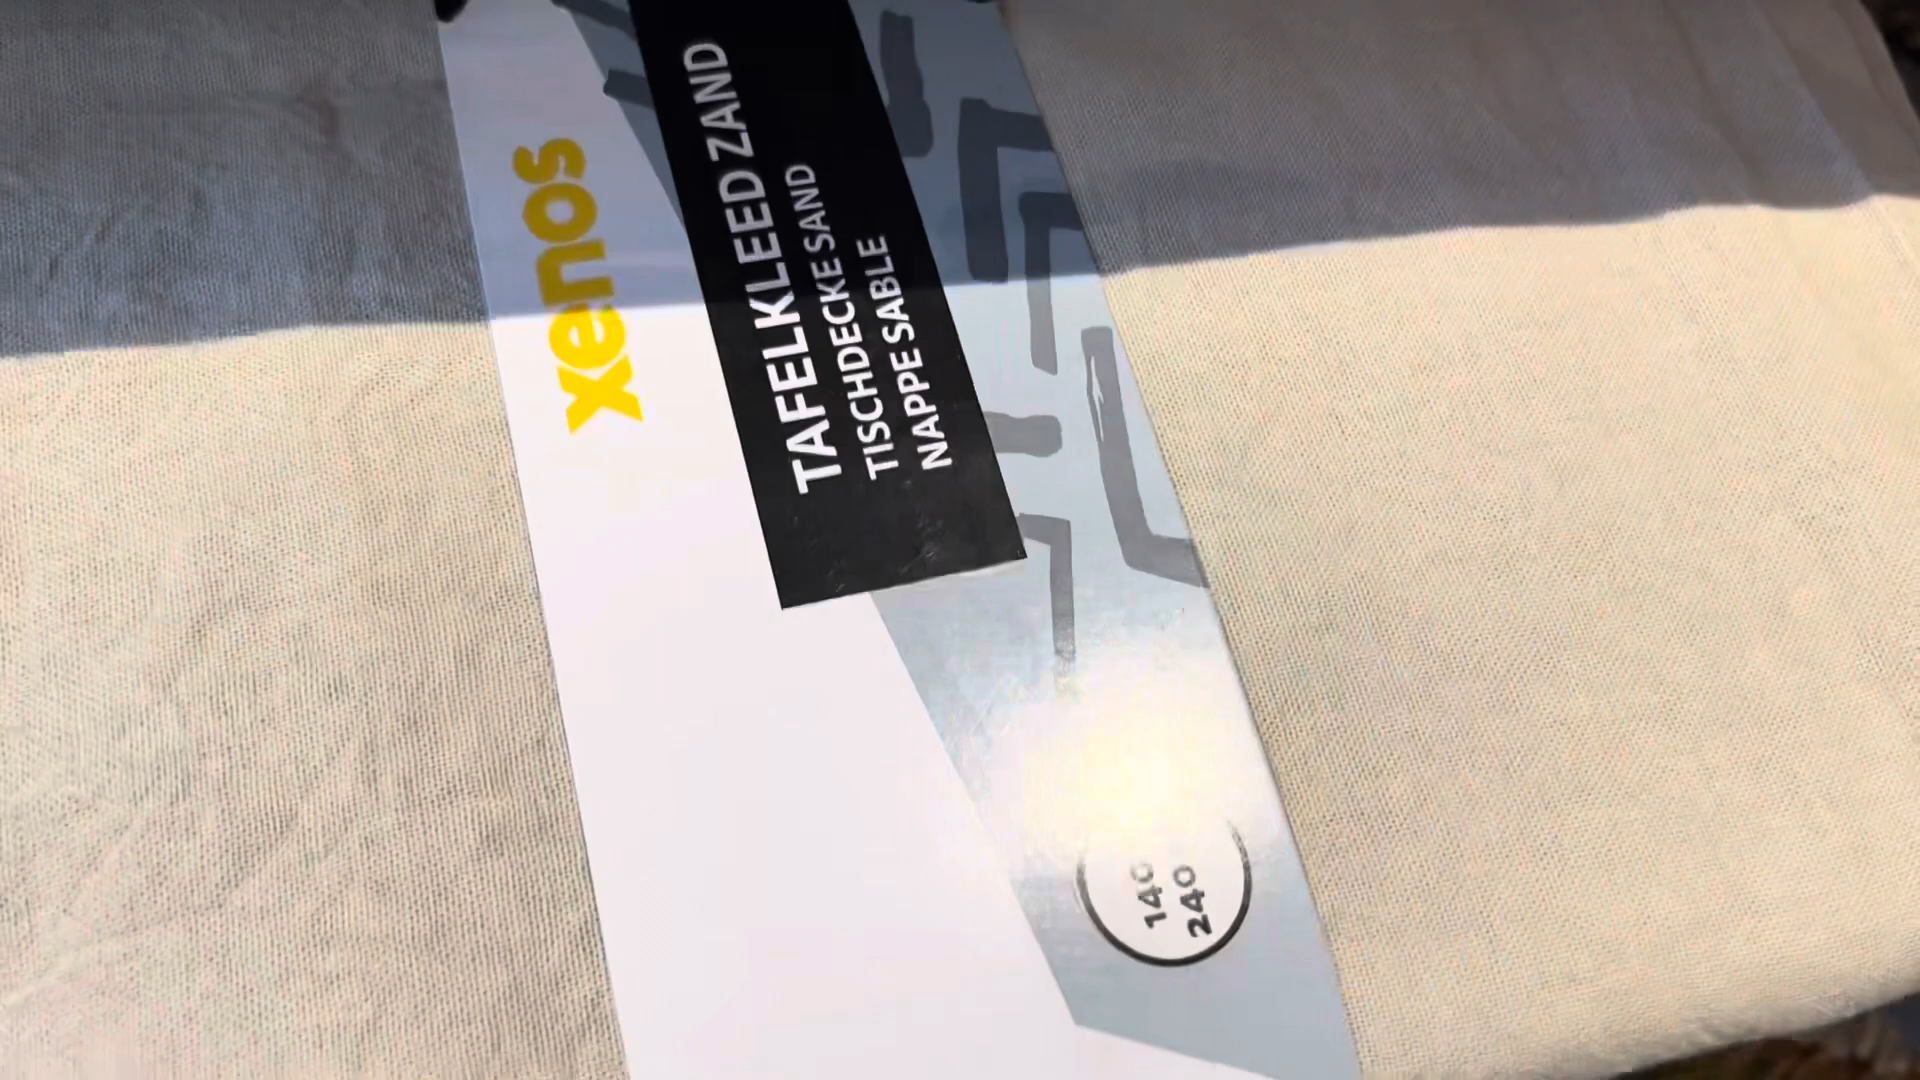 xenos
TAFELKLEED ZAND
TISCHDECKE SAND
NAPPE SABLE
140
240